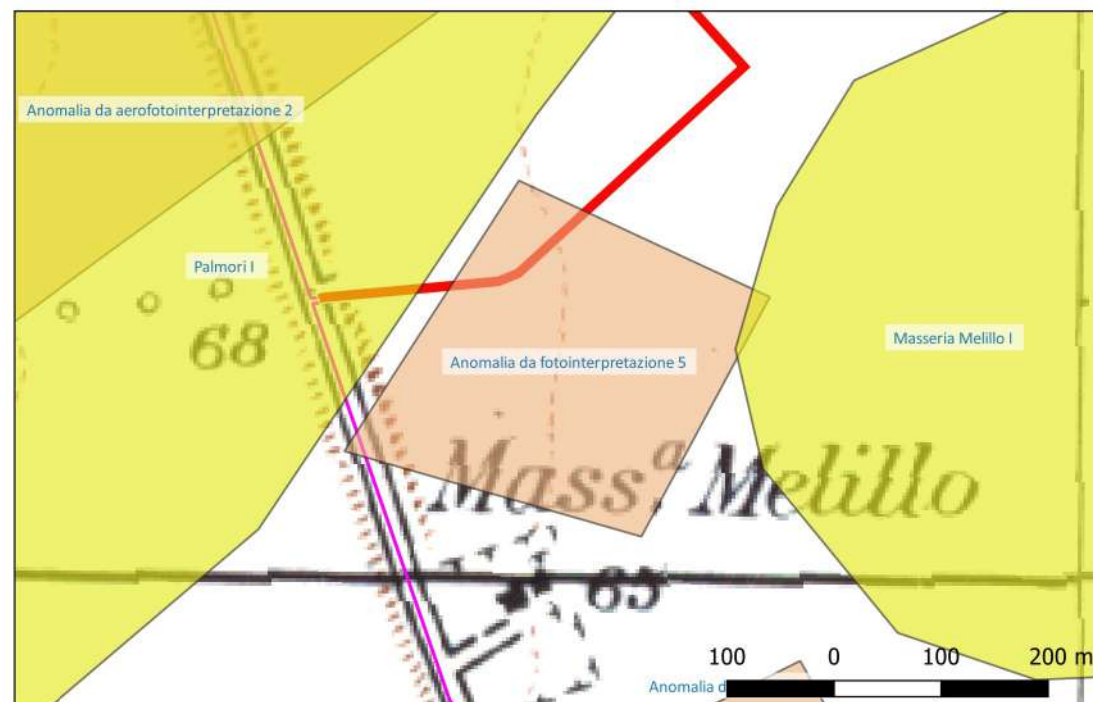 Anomalia da aerofotointerpretazione 2
Palmori I
68
Masseria Melillo I
Anomalia da fotointerpretazione 5
Mass.a Melillo
65
100 0 100 200 m
Anomalia d